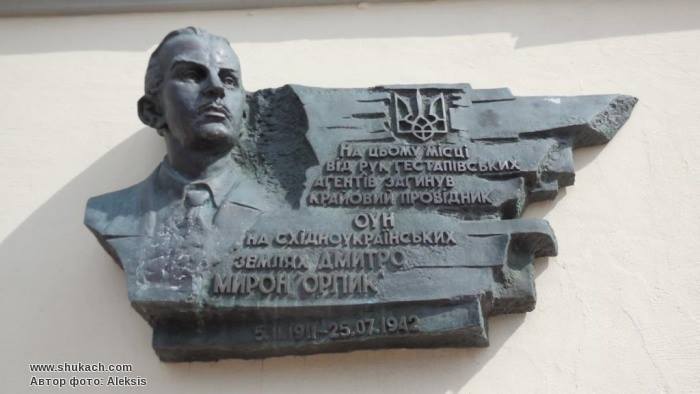 На цьому місці
від рук гестапівських
агентів загинув
крайовий провідник
ОУН
на східноукраїнських
землях Дмитро
Мирон "Орлик"
5.11.1911-25.07.1942
www.shukach.com
Автор фото: Aleksis